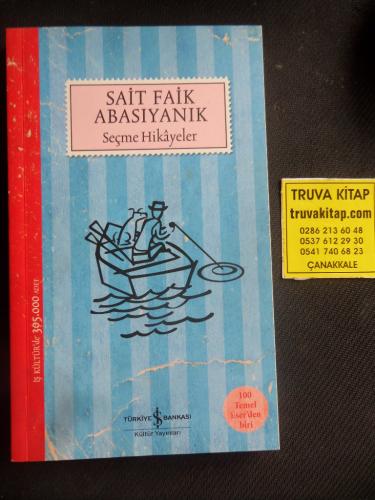 SAİT FAİK
ABASIYANIK
Seçme Hikâyeler
İŞ KÜLTÜR'de 395.000 ADET
100
Temel
Eser'den
biri
TÜRKİYE İŞ BANKASI
Kültür Yayınları
TRUVA KİTAP
truvakitap.com
0286 213 60 48
0537 612 29 30
0541 740 68 23
ÇANAKKALE